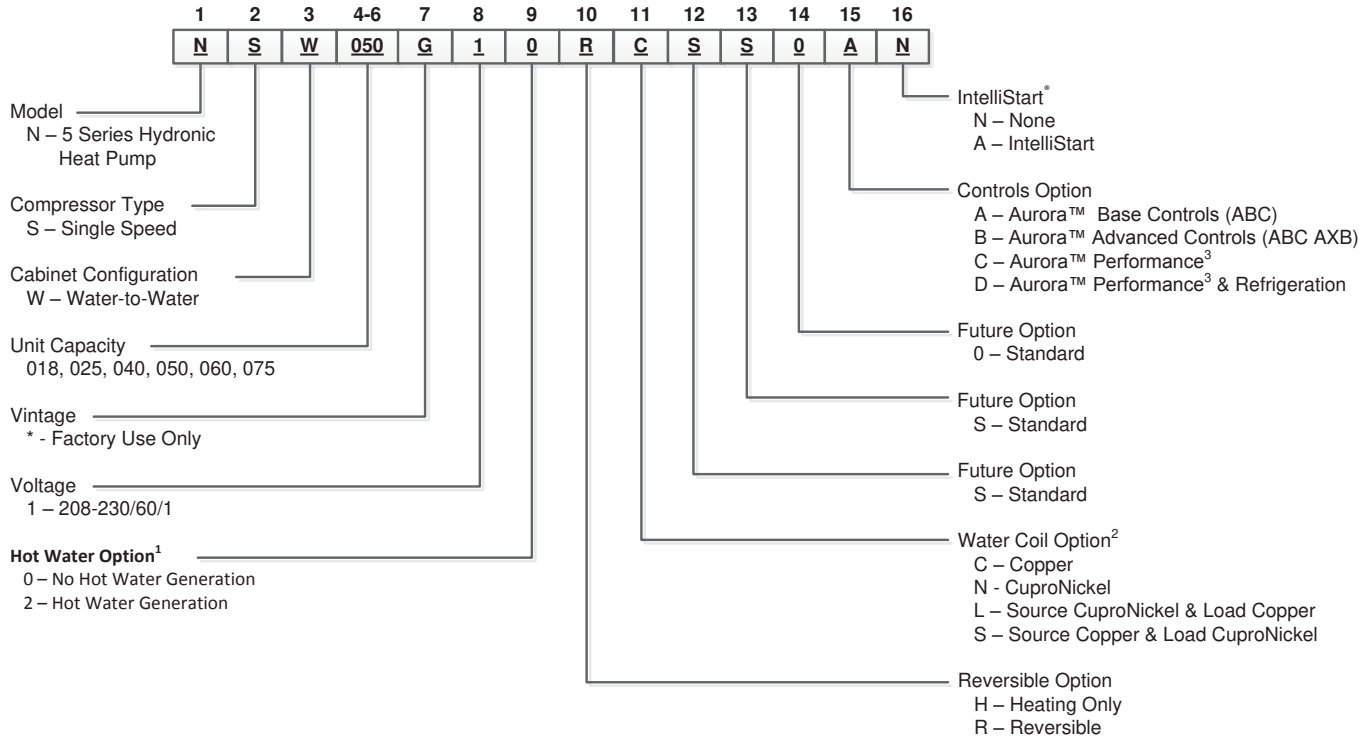 1 2 3 4-6 7 8 9 10 11 12 13 14 15 16
N S W 050 G 1 0 R C S S 0 A N
Model
N – 5 Series Hydronic
Heat Pump
Compressor Type
S – Single Speed
Cabinet Configuration
W – Water-to-Water
Unit Capacity
018, 025, 040, 050, 060, 075
Vintage
* - Factory Use Only
Voltage
1 – 208-230/60/1
Hot Water Option¹
0 – No Hot Water Generation
2 – Hot Water Generation
IntelliStart®
N – None
A – IntelliStart
Controls Option
A – Aurora™ Base Controls (ABC)
B – Aurora™ Advanced Controls (ABC AXB)
C – Aurora™ Performance³
D – Aurora™ Performance³ & Refrigeration
Future Option
0 – Standard
Future Option
S – Standard
Future Option
S – Standard
Water Coil Option²
C – Copper
N - CuproNickel
L – Source CuproNickel & Load Copper
S – Source Copper & Load CuproNickel
Reversible Option
H – Heating Only
R – Reversible